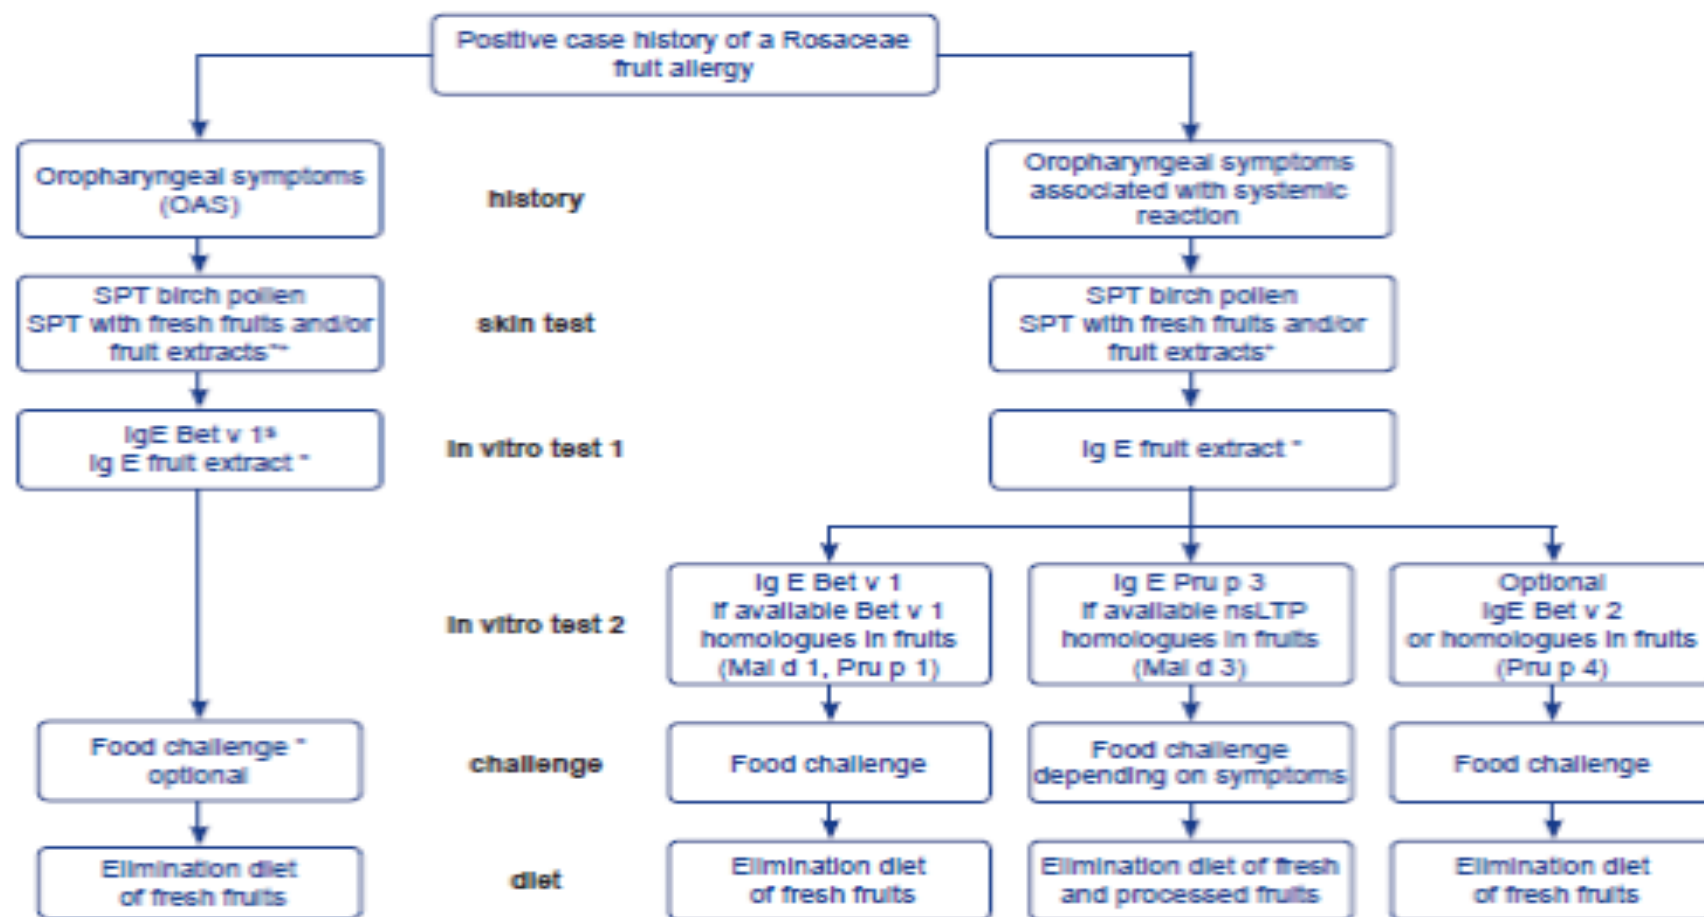 Positive case history of a Rosaceae
fruit allergy
Oropharyngeal symptoms
(OAS)
history
Oropharyngeal symptoms
associated with systemic
reaction
SPT birch pollen
SPT with fresh fruits and/or
fruit extracts**
skin test
SPT birch pollen
SPT with fresh fruits and/or
fruit extracts*
IgE Bet v 1
Ig E fruit extract *
In vitro test 1
Ig E fruit extract *
In vitro test 2
Ig E Bet v 1
If available Bet v 1
homologues in fruits
(Mal d 1, Pru p 1)
Ig E Pru p 3
If available nsLTP
homologues in fruits
(Mal d 3)
Optional
IgE Bet v 2
or homologues in fruits
(Pru p 4)
Food challenge *
optional
challenge
Food challenge
Food challenge
depending on symptoms
Food challenge
Elimination diet
of fresh fruits
diet
Elimination diet
of fresh fruits
Elimination diet of fresh
and processed fruits
Elimination diet
of fresh fruits